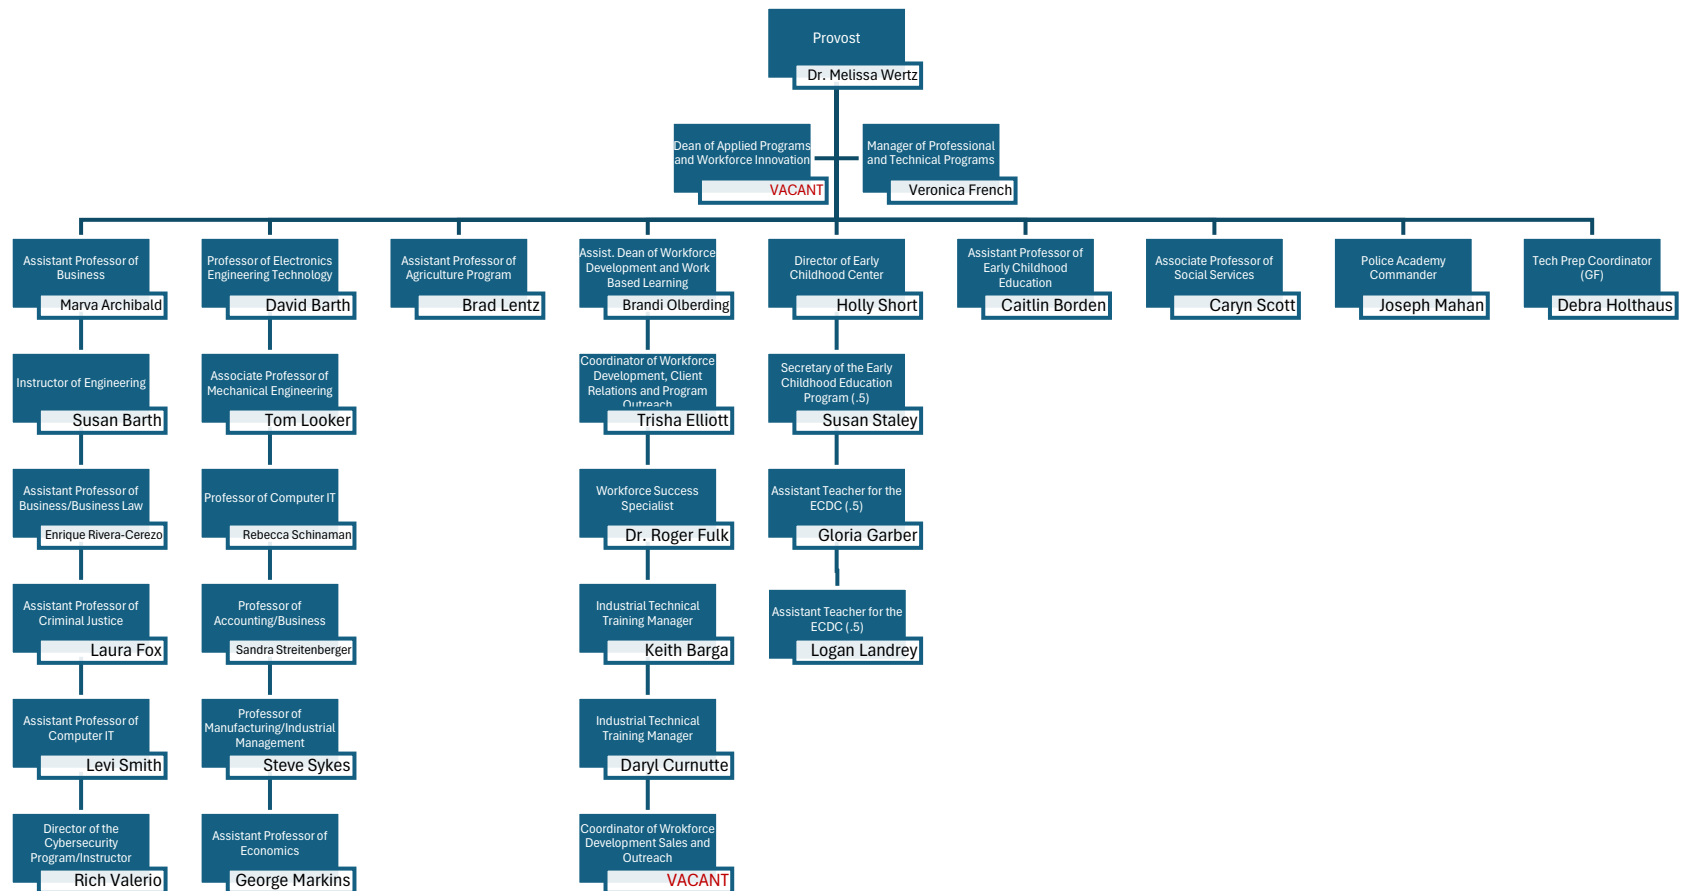 Provost
Dr. Melissa Wertz
Dean of Applied Programs
and Workforce Innovation
VACANT
Manager of Professional
and Technical Programs
Veronica French
Assistant Professor of
Business
Marva Archibald
Professor of Electronics
Engineering Technology
David Barth
Assistant Professor of
Agriculture Program
Brad Lentz
Assist. Dean of Workforce
Development and Work
Based Learning
Brandi Olberding
Director of Early
Childhood Center
Holly Short
Assistant Professor of
Early Childhood
Education
Caitlin Borden
Associate Professor of
Social Services
Caryn Scott
Police Academy
Commander
Joseph Mahan
Tech Prep Coordinator
(GF)
Debra Holthaus
Instructor of Engineering
Susan Barth
Associate Professor of
Mechanical Engineering
Tom Looker
Coordinator of Workforce
Development, Client
Relations and Program
Outreach
Trisha Elliott
Secretary of the Early
Childhood Education
Program (.5)
Susan Staley
Assistant Professor of
Business/Business Law
Enrique Rivera-Cerezo
Professor of Computer IT
Rebecca Schinaman
Workforce Success
Specialist
Dr. Roger Fulk
Assistant Teacher for the
ECDC (.5)
Gloria Garber
Assistant Professor of
Criminal Justice
Laura Fox
Professor of
Accounting/Business
Sandra Streitenberger
Industrial Technical
Training Manager
Keith Barga
Assistant Teacher for the
ECDC (.5)
Logan Landrey
Assistant Professor of
Computer IT
Levi Smith
Professor of
Manufacturing/Industrial
Management
Steve Sykes
Industrial Technical
Training Manager
Daryl Curnutte
Director of the
Cybersecurity
Program/Instructor
Rich Valerio
Assistant Professor of
Economics
George Markins
Coordinator of Wrokforce
Development Sales and
Outreach
VACANT